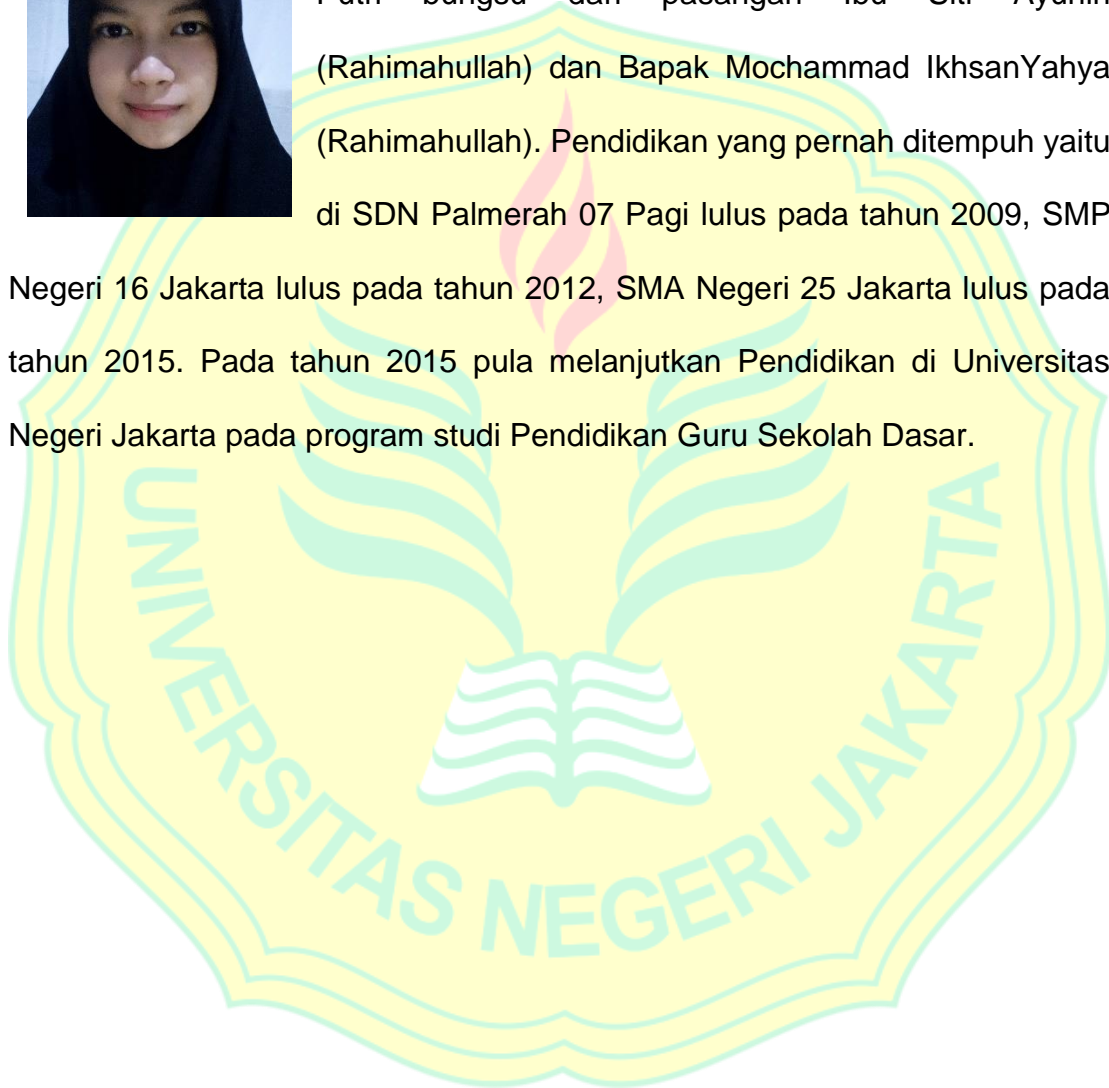 Putri bungsu dari pasangan Ibu Siti
(Rahimahullah) dan Bapak Mochammad IkhsanYahya
(Rahimahullah). Pendidikan yang pernah ditempuh yaitu
di SDN Palmerah 07 Pagi lulus pada tahun 2009, SMP
Negeri 16 Jakarta lulus pada tahun 2012, SMA Negeri 25 Jakarta lulus pada
tahun 2015. Pada tahun 2015 pula melanjutkan Pendidikan di Universitas
Negeri Jakarta pada program studi Pendidikan Guru Sekolah Dasar.
UNIVERSITAS NEGERI JAKARTA